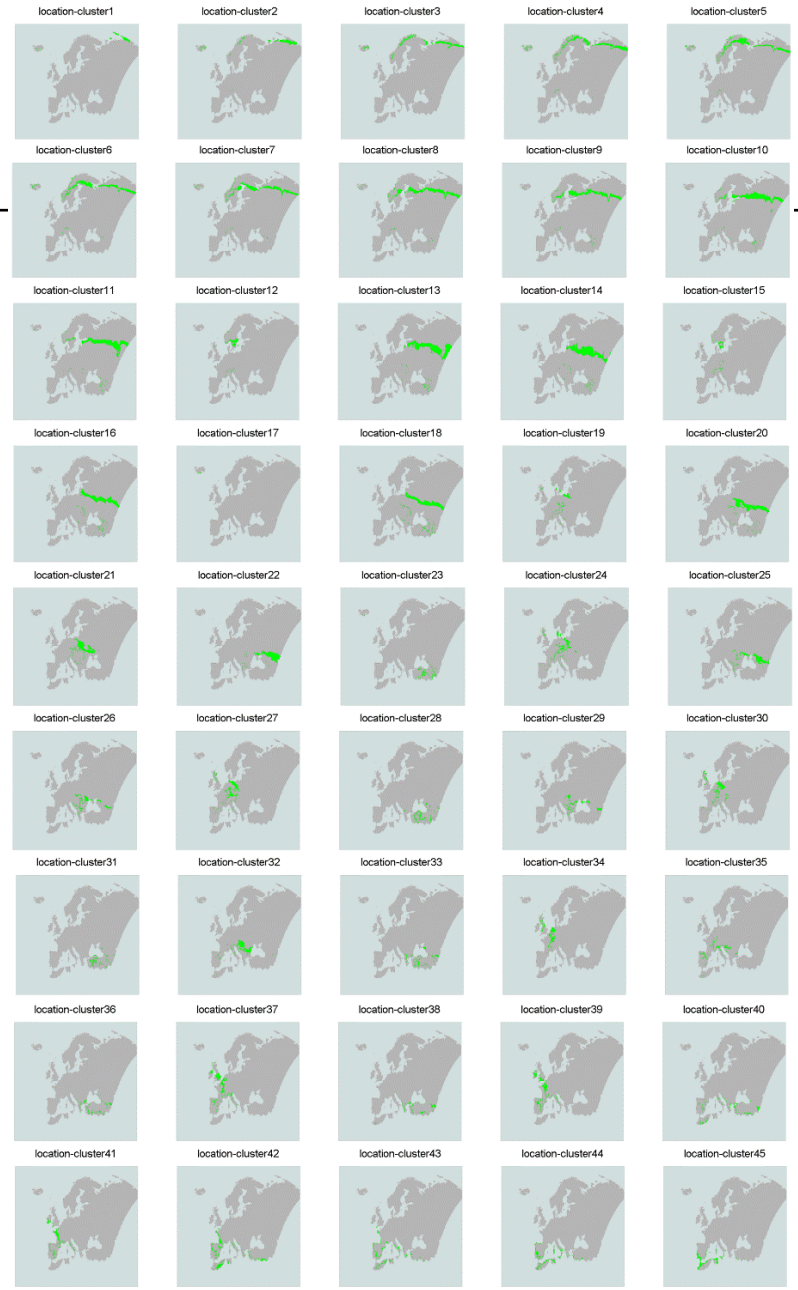 location-cluster1 location-cluster2 location-cluster3 location-cluster4 location-cluster5
location-cluster6 location-cluster7 location-cluster8 location-cluster9 location-cluster10
location-cluster11 location-cluster12 location-cluster13 location-cluster14 location-cluster15
location-cluster16 location-cluster17 location-cluster18 location-cluster19 location-cluster20
location-cluster21 location-cluster22 location-cluster23 location-cluster24 location-cluster25
location-cluster26 location-cluster27 location-cluster28 location-cluster29 location-cluster30
location-cluster31 location-cluster32 location-cluster33 location-cluster34 location-cluster35
location-cluster36 location-cluster37 location-cluster38 location-cluster39 location-cluster40
location-cluster41 location-cluster42 location-cluster43 location-cluster44 location-cluster45